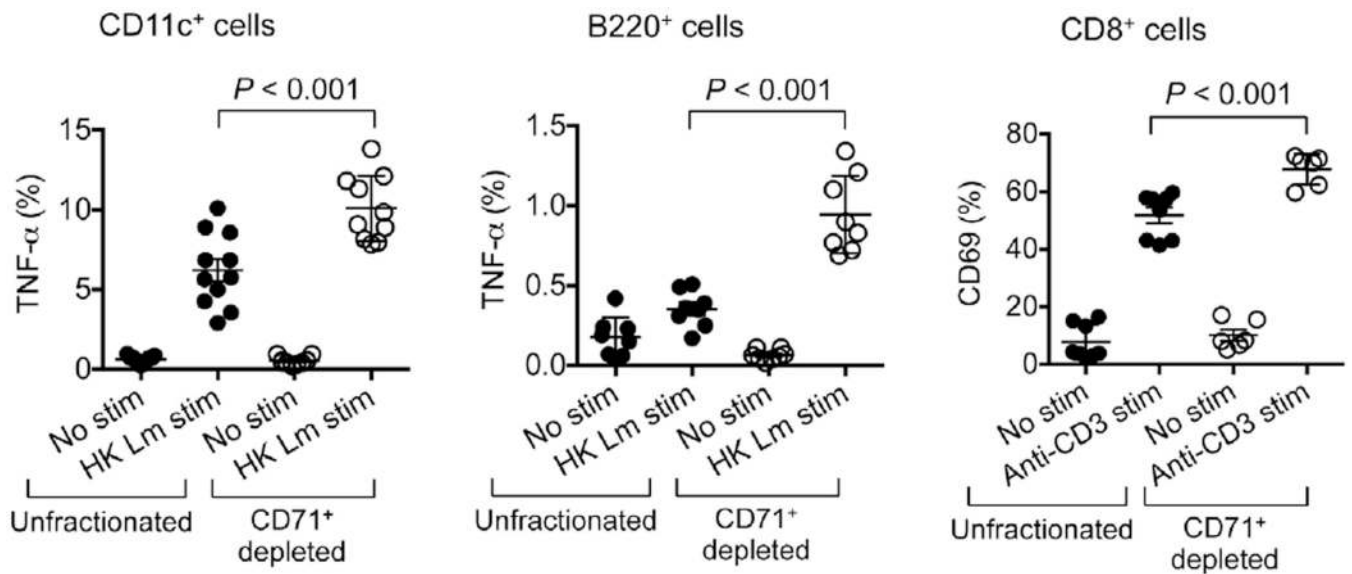 CD11c⁺ cells
P < 0.001
TNF-α (%)
15
10
5
0
No stim
HK Lm stim
No stim
HK Lm stim
Unfractionated
CD71⁺
depleted
B220⁺ cells
P < 0.001
TNF-α (%)
1.5
1.0
0.5
0.0
No stim
HK Lm stim
No stim
HK Lm stim
Unfractionated
CD71⁺
depleted
CD8⁺ cells
P < 0.001
CD69 (%)
80
60
40
20
0
No stim
Anti-CD3 stim
No stim
Anti-CD3 stim
Unfractionated
CD71⁺
depleted